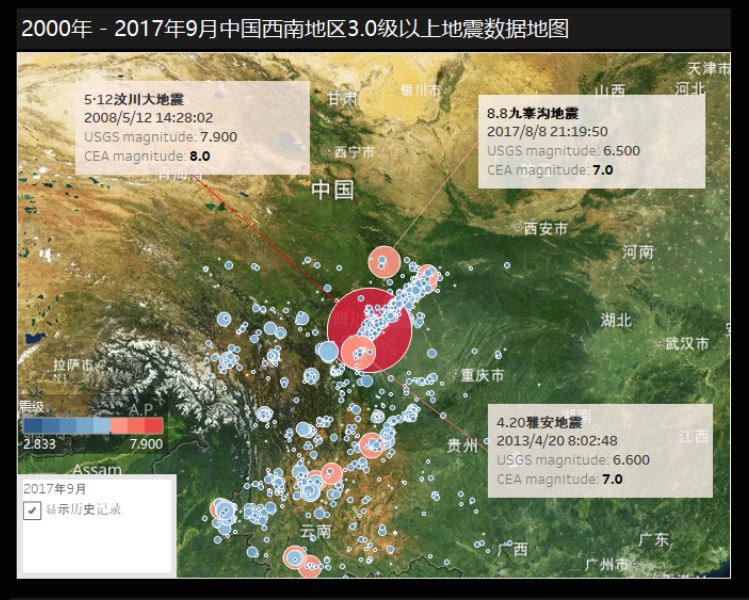 2000年 - 2017年9月中国西南地区3.0级以上地震数据地图
天津市
5·12汶川大地震
2008/5/12 14:28:02
USGS magnitude: 7.900
CEA magnitude: 8.0
甘肃
银川市
山西
河北
8.8九寨沟地震
2017/8/8 21:19:50
USGS magnitude: 6.500
CEA magnitude: 7.0
西宁市
青海省
中国
西安市
河南
四川
湖北
武汉市
拉萨市
重庆市
震级
A.P.
2.833
7.900
4.20雅安地震
2013/4/20 8:02:48
USGS magnitude: 6.600
CEA magnitude: 7.0
湖南
江西
贵州
Assam
2017年9月
显示历史记录
云南
广西
广东
广州市